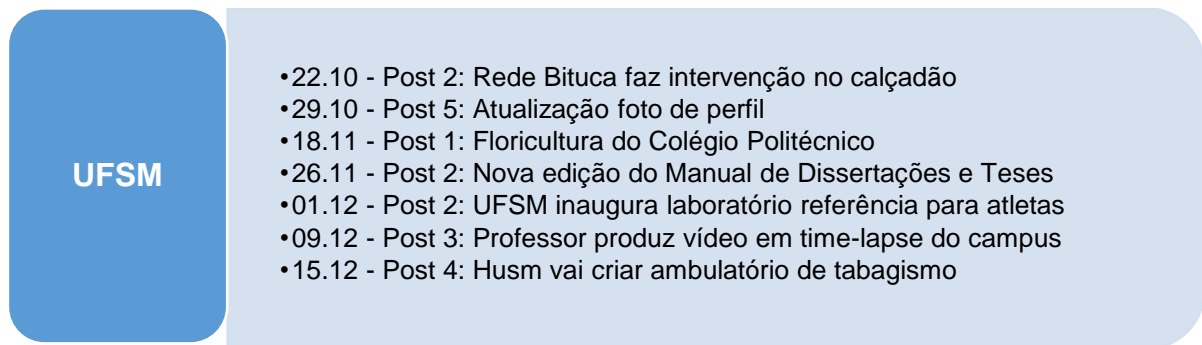 UFSM
•22.10 - Post 2: Rede Bituca faz intervenção no calçadão
•29.10 - Post 5: Atualização foto de perfil
•18.11 - Post 1: Floricultura do Colégio Politécnico
•26.11 - Post 2: Nova edição do Manual de Dissertações e Teses
•01.12 - Post 2: UFSM inaugura laboratório referência para atletas
•09.12 - Post 3: Professor produz vídeo em time-lapse do campus
•15.12 - Post 4: Husm vai criar ambulatório de tabagismo